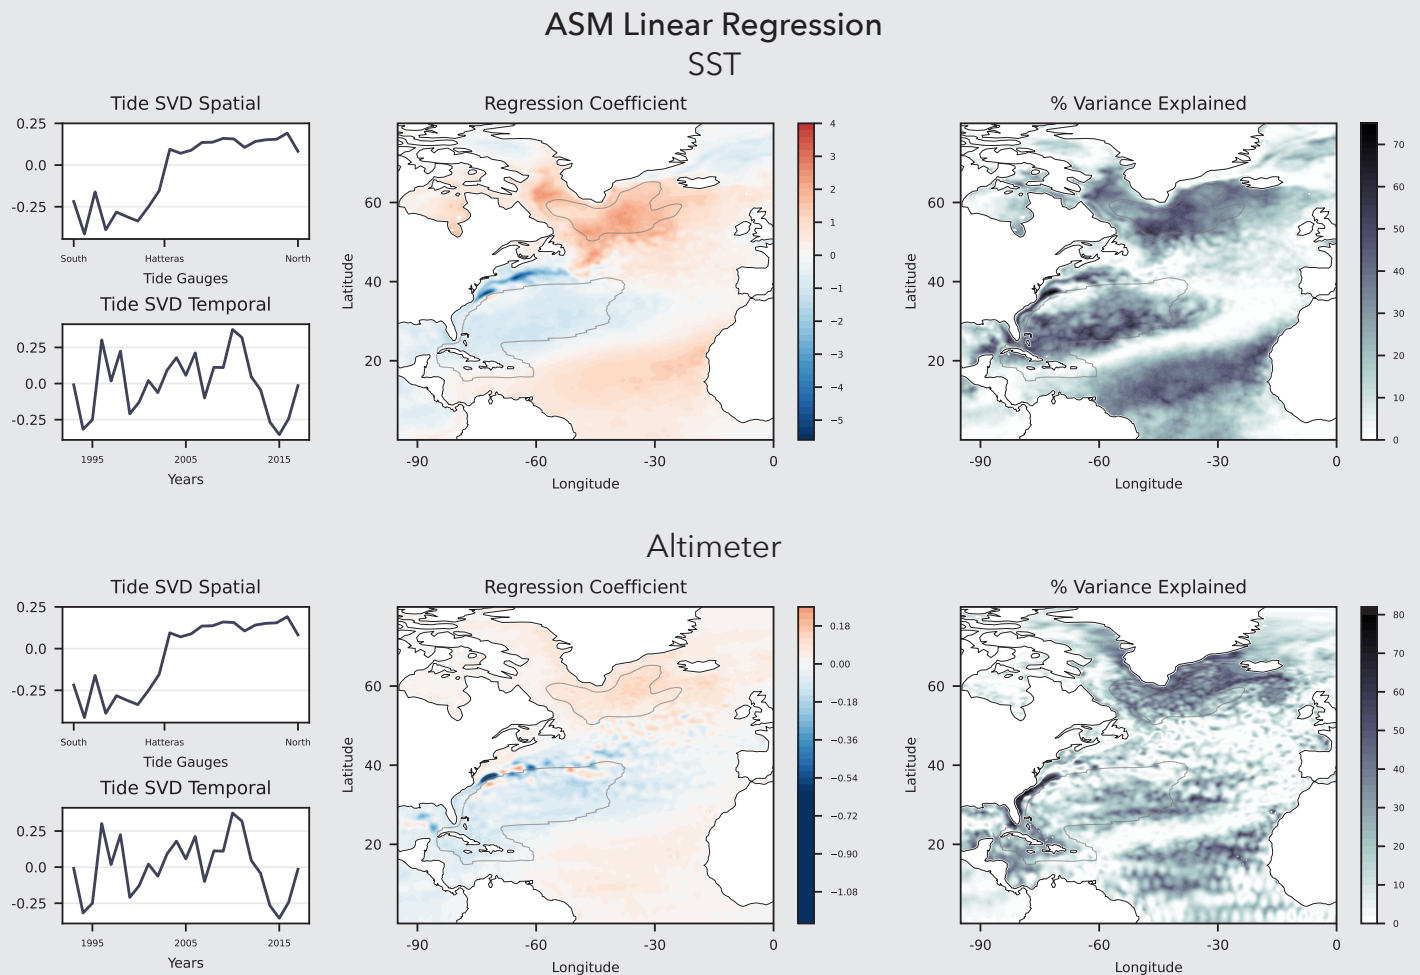 ASM Linear Regression
SST
Tide SVD Spatial
0.25
0.0
-0.25
South
Hatteras
North
Tide Gauges
Tide SVD Temporal
0.25
0.0
-0.25
1995
2005
2015
Years
Regression Coefficient
Latitude
60
40
20
-90
-60
-30
0
Longitude
4
3
2
1
0
−1
−2
−3
−4
−5
% Variance Explained
Latitude
60
40
20
-90
-60
-30
0
Longitude
70
60
50
40
30
20
10
0
Altimeter
Tide SVD Spatial
0.25
0.0
-0.25
South
Hatteras
North
Tide Gauges
Tide SVD Temporal
0.25
0.0
-0.25
1995
2005
2015
Years
Regression Coefficient
Latitude
60
40
20
-90
-60
-30
0
Longitude
0.18
0.00
−0.18
−0.36
−0.54
−0.72
−0.90
−1.08
% Variance Explained
Latitude
60
40
20
-90
-60
-30
0
Longitude
80
70
60
50
40
30
20
10
0